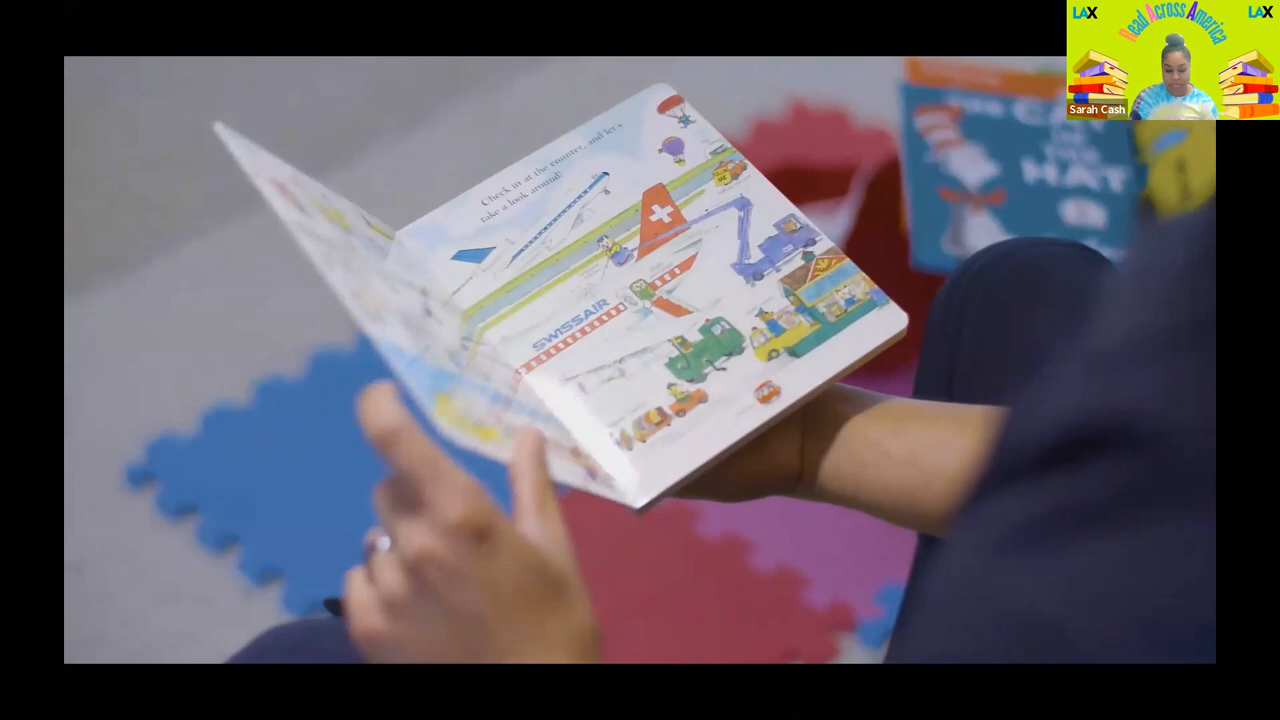 LAX
Read Across America
LAX
Sarah Cash
THE CAT
IN
THE
HAT
Check in at the counter, and let's
take a look around!
SWISSAIR